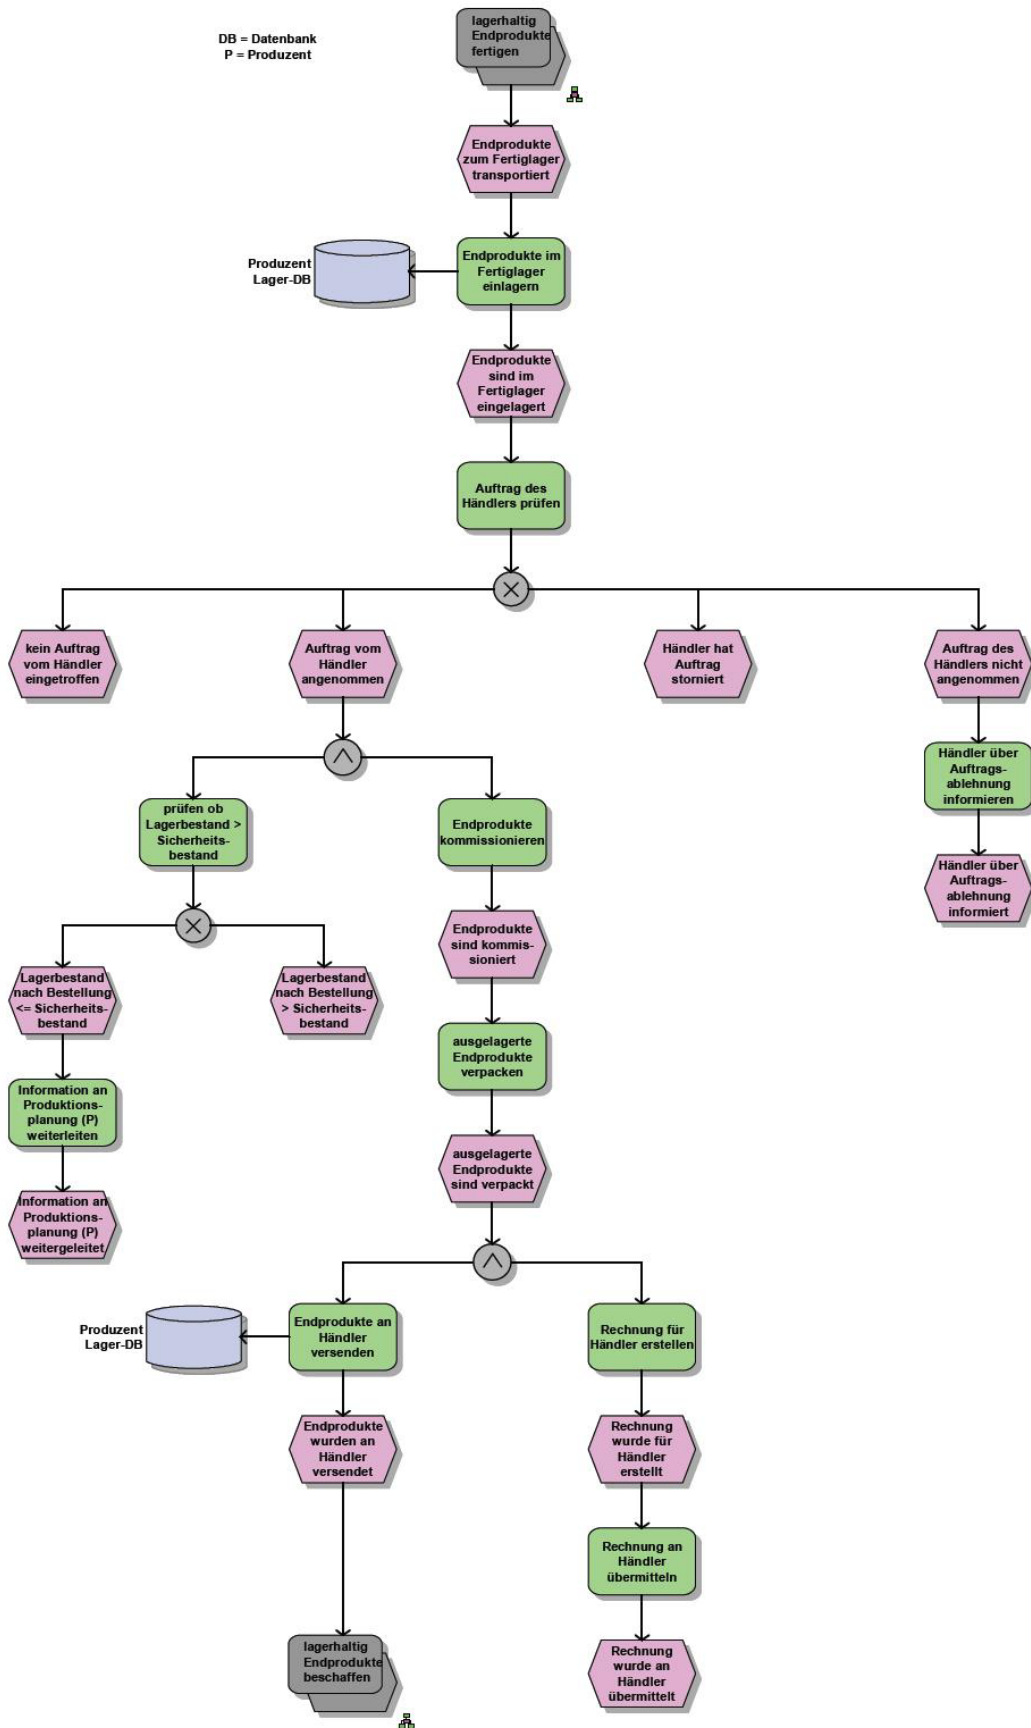 DB = Datenbank
P = Produzent
lagerhaltig
Endprodukte
fertigen
Endprodukte
zum Fertiglager
transportiert
Produzent
Lager-DB
Endprodukte im
Fertiglager
einlagern
Endprodukte
sind im
Fertiglager
eingelagert
Auftrag des
Händlers prüfen
kein Auftrag
vom Händler
eingetroffen
Auftrag vom
Händler
angenommen
Händler hat
Auftrag
storniert
Auftrag des
Händlers nicht
angenommen
Händler über
Auftrags-
ablehnung
informieren
Händler über
Auftrags-
ablehnung
informiert
prüfen ob
Lagerbestand >
Sicherheits-
bestand
Endprodukte
kommissionieren
Lagerbestand
nach Bestellung
<= Sicherheits-
bestand
Lagerbestand
nach Bestellung
> Sicherheits-
bestand
Endprodukte
sind kommis-
sioniert
Information an
Produktions-
planung (P)
weiterleiten
ausgelagerte
Endprodukte
verpacken
Information an
Produktions-
planung (P)
weitergeleitet
ausgelagerte
Endprodukte
sind verpackt
Produzent
Lager-DB
Endprodukte an
Händler
versenden
Rechnung für
Händler erstellen
Endprodukte
wurden an
Händler
versendet
Rechnung
wurde für
Händler
erstellt
Rechnung an
Händler
übermitteln
lagerhaltig
Endprodukte
beschaffen
Rechnung
wurde an
Händler
übermittelt